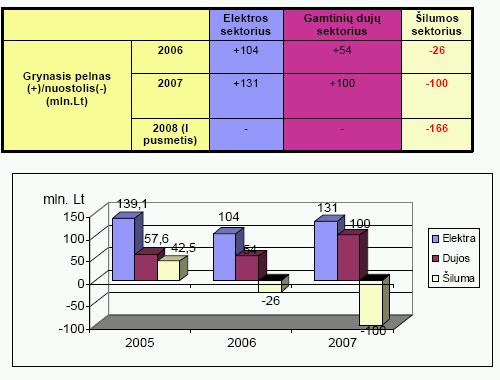 Elektros sektorius
Gamtinių dujų sektorius
Šilumos sektorius
Grynasis pelnas (+)/nuostolis(-) (mln.Lt)
2006 +104 +54 -26
2007 +131 +100 -100
2008 (I pusmetis) - - -166
mln. Lt
150
100
50
0
-50
-100
139,1
57,6
42,5
104
54
-26
131
100
-100
2005 2006 2007
Elektra
Dujos
Šiluma